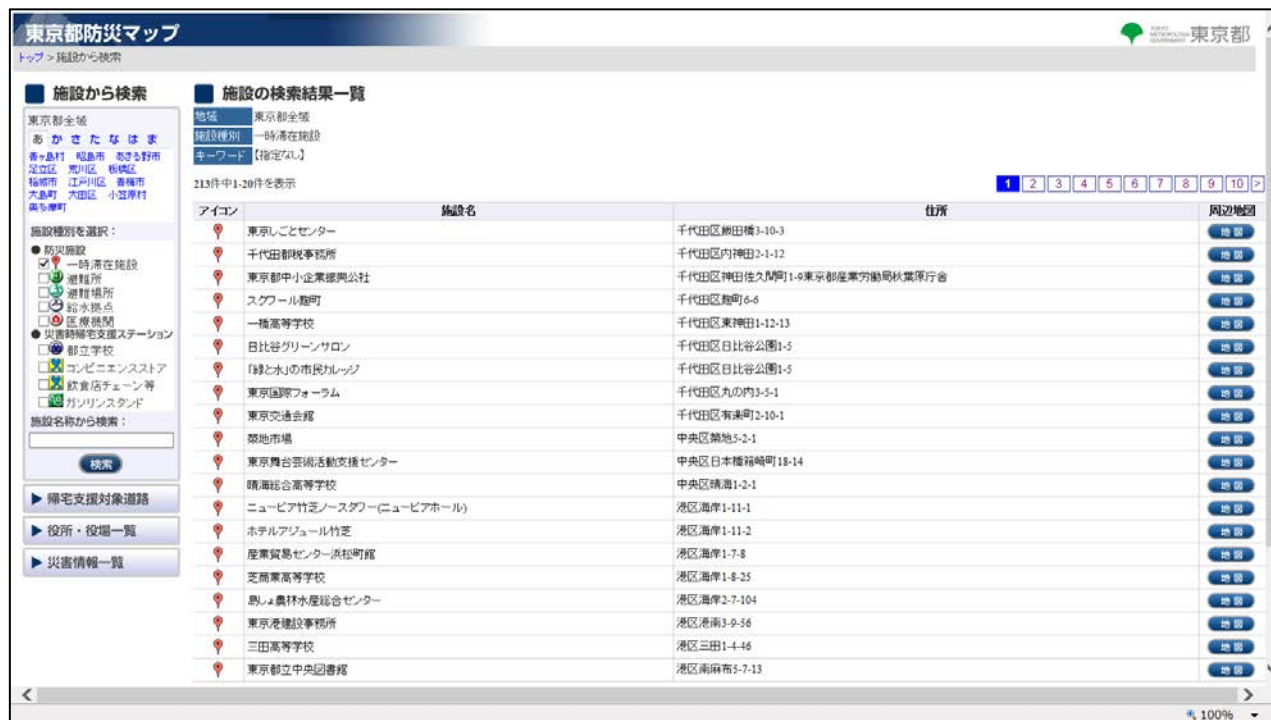 東京都防災マップ
東京都
トップ > 施設から検索
施設から検索
東京都全域
あ か さ た な は ま
青ヶ島村 昭島市 あきる野市
足立区 荒川区 板橋区
稲城市 江戸川区 青梅市
大島町 大田区 小笠原村
奥多摩町
施設種別を選択：
● 防災施設
一時滞在施設
避難所
避難場所
給水拠点
医療機関
● 災害時帰宅支援ステーション
都立学校
コンビニエンスストア
飲食店チェーン等
ガソリンスタンド
施設名称から検索：
検索
▶ 帰宅支援対象道路
▶ 役所・役場一覧
▶ 災害情報一覧
施設の検索結果一覧
地域 東京都全域
施設種別 一時滞在施設
キーワード 【指定なし】
213件中1-20件を表示
1 2 3 4 5 6 7 8 9 10 >
アイコン 施設名 住所 周辺地図
東京しごとセンター 千代田区飯田橋3-10-3 地図
千代田都税事務所 千代田区内神田2-1-12 地図
東京都中小企業振興公社 千代田区神田佐久間町1-9東京都産業労働局秋葉原庁舎 地図
スクワール麹町 千代田区麹町6-6 地図
一橋高等学校 千代田区東神田1-12-13 地図
日比谷グリーンサロン 千代田区日比谷公園1-5 地図
「緑と水」の市民カレッジ 千代田区日比谷公園1-5 地図
東京国際フォーラム 千代田区丸の内3-5-1 地図
東京交通会館 千代田区有楽町2-10-1 地図
築地市場 中央区築地5-2-1 地図
東京舞台芸術活動支援センター 中央区日本橋箱崎町18-14 地図
晴海総合高等学校 中央区晴海1-2-1 地図
ニューピア竹芝ノースタワー(ニューピアホール) 港区海岸1-11-1 地図
ホテルアジュール竹芝 港区海岸1-11-2 地図
産業貿易センター浜松町館 港区海岸1-7-8 地図
芝商業高等学校 港区海岸1-8-25 地図
島しょ農林水産総合センター 港区海岸2-7-104 地図
東京港建設事務所 港区港南3-9-56 地図
三田高等学校 港区三田1-4-46 地図
東京都立中央図書館 港区南麻布5-7-13 地図
100%